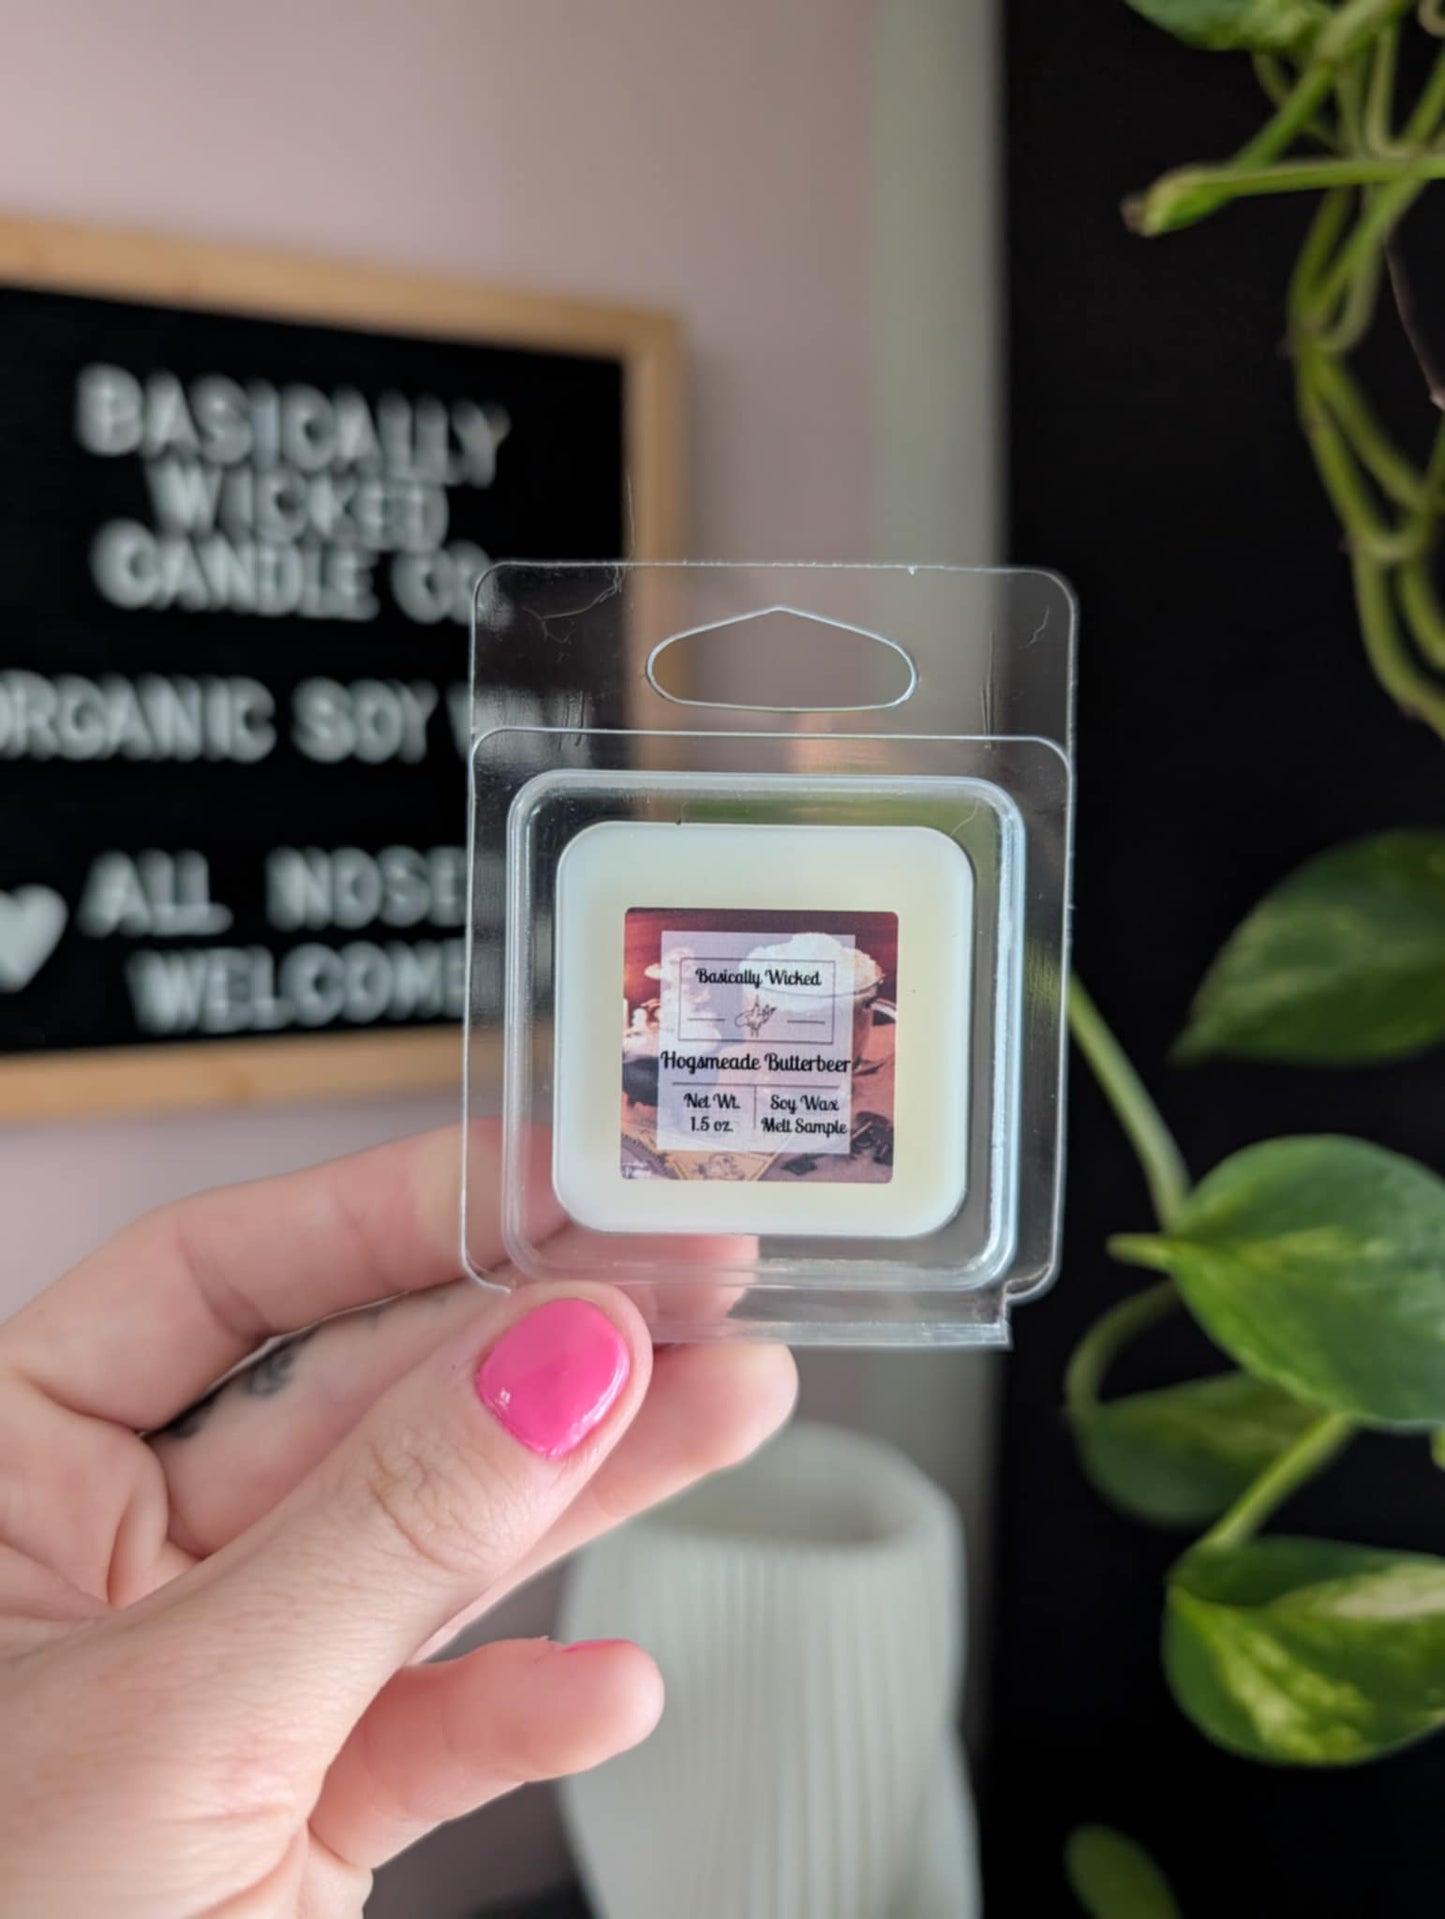 BASICALLY
WICKED
CANDLE CO
ORGANIC SOY
ALL NOSE
WELCOME
Basically Wicked
Hogsmeade Butterbeer
Net Wt.
1.5 oz.
Soy Wax
Melt Sample